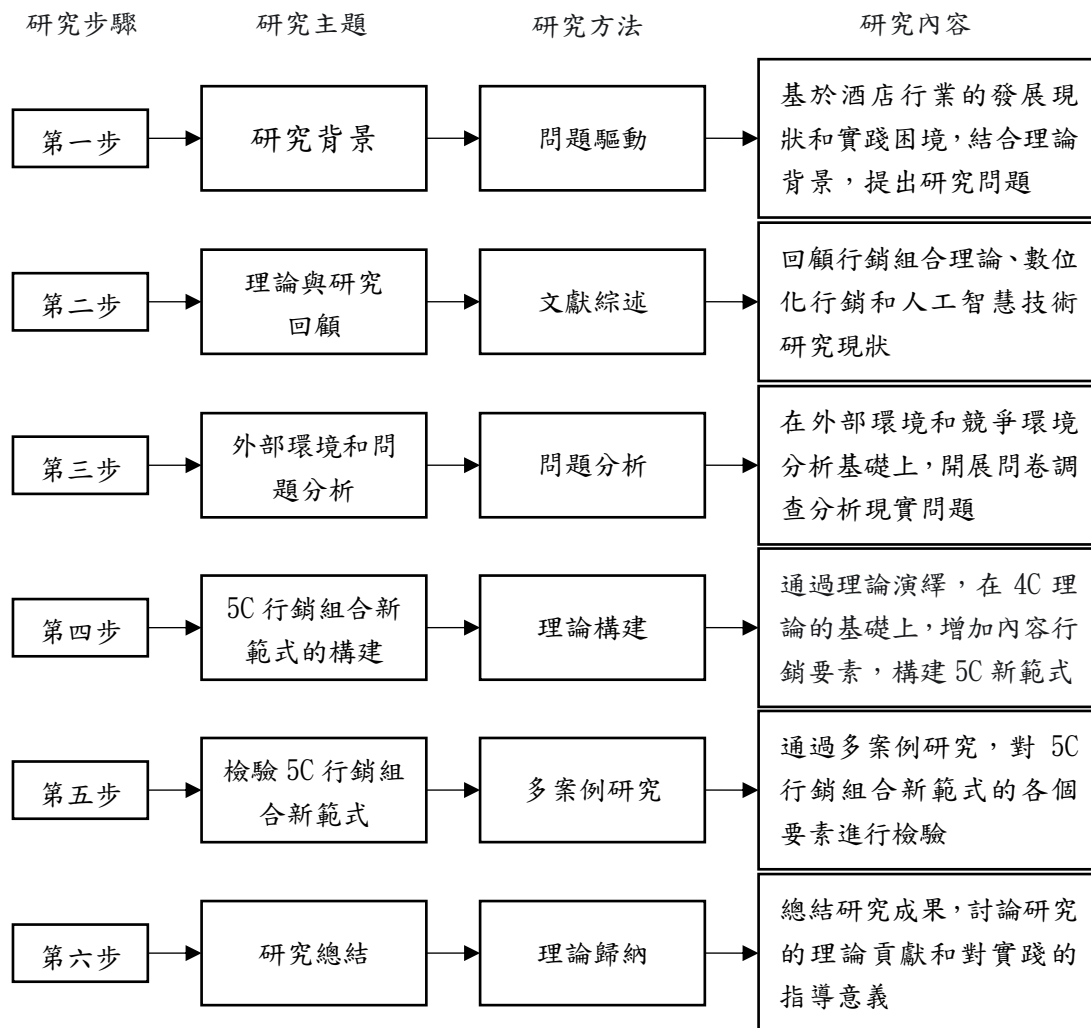 研究步驟 研究主題 研究方法 研究內容
第一步
研究背景
問題驅動
基於酒店行業的發展現
狀和實踐困境，結合理論
背景，提出研究問題
第二步
理論與研究
回顧
文獻綜述
回顧行銷組合理論、數位
化行銷和人工智慧技術
研究現狀
第三步
外部環境和問
題分析
問題分析
在外部環境和競爭環境
分析基礎上，開展問卷調
查分析現實問題
第四步
5C 行銷組合新
範式的構建
理論構建
通過理論演繹，在 4C 理
論的基礎上，增加內容行
銷要素，構建 5C 新範式
第五步
檢驗 5C 行銷組
合新範式
多案例研究
通過多案例研究，對 5C
行銷組合新範式的各個
要素進行檢驗
第六步
研究總結
理論歸納
總結研究成果，討論研究
的理論貢獻和對實踐的
指導意義